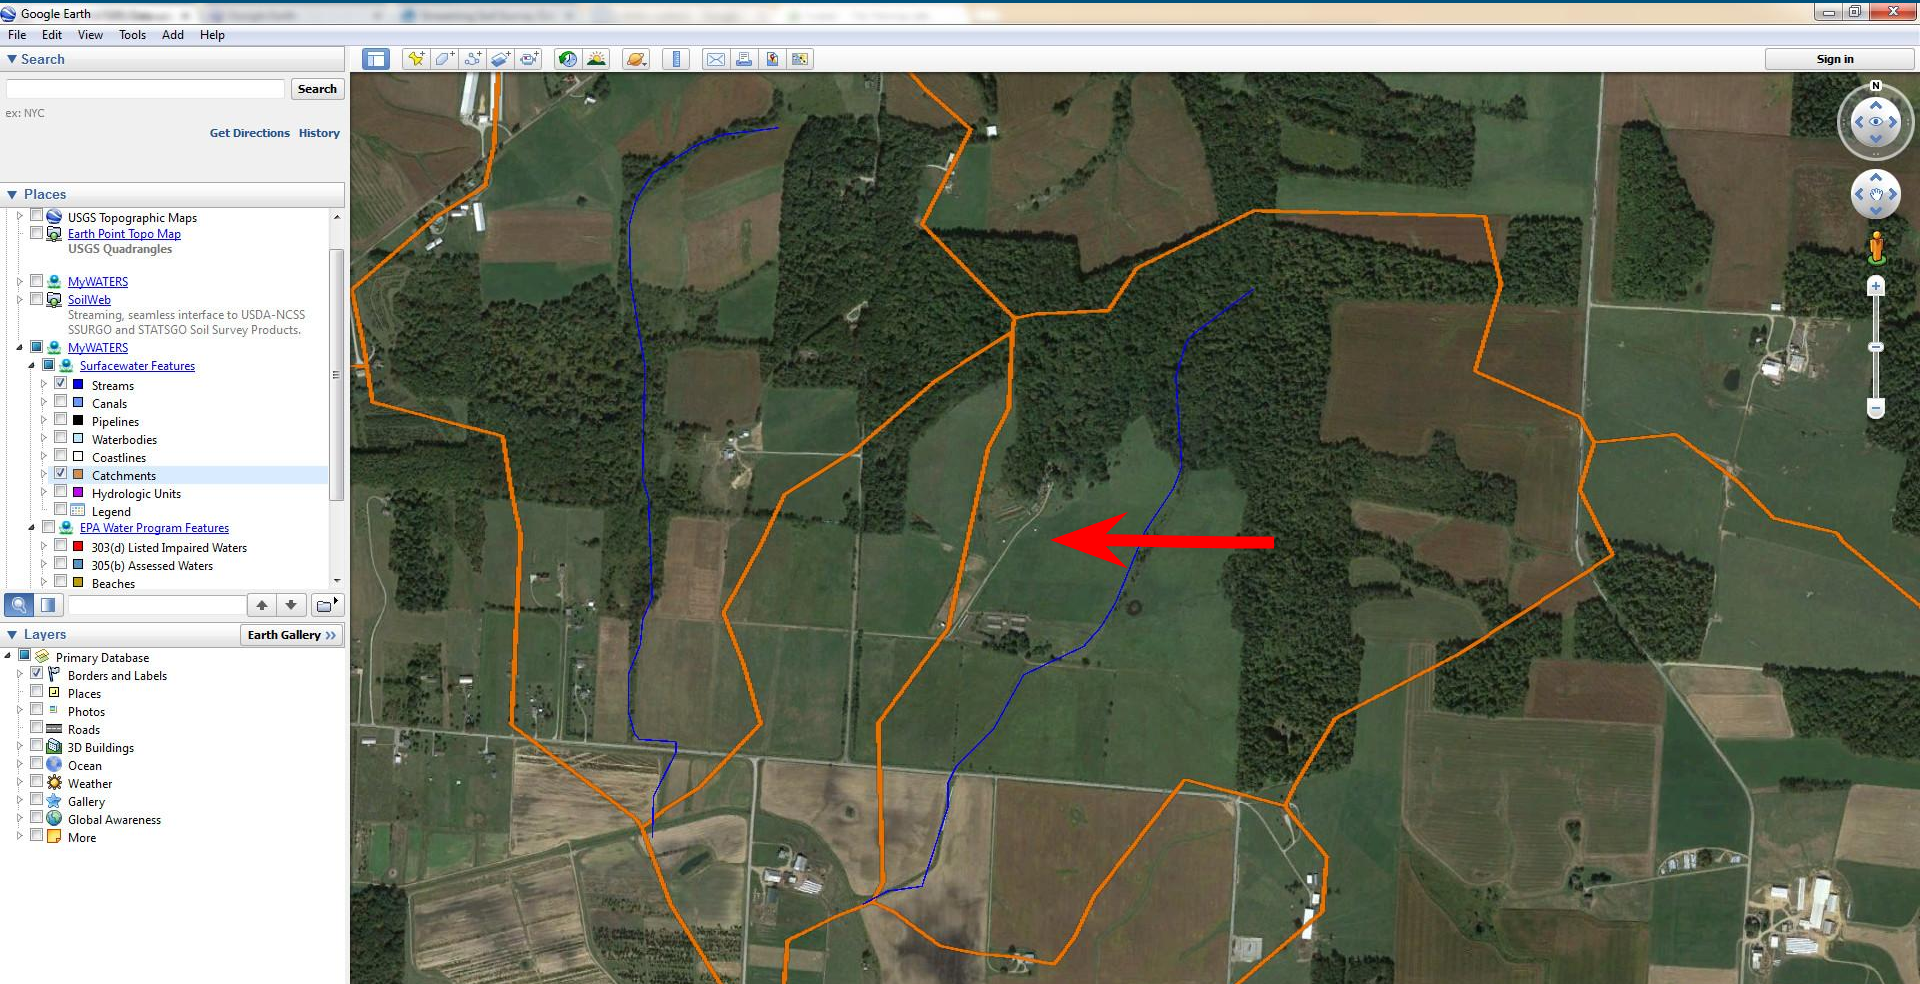 Google Earth
File Edit View Tools Add Help
Search
Search
ex: NYC
Get Directions History
Places
USGS Topographic Maps
Earth Point Topo Map
USGS Quadrangles
MyWATERS
SoilWeb
Streaming, seamless interface to USDA-NCSS
SSURGO and STATSGO Soil Survey Products.
MyWATERS
Surfacewater Features
Streams
Canals
Pipelines
Waterbodies
Coastlines
Catchments
Hydrologic Units
Legend
EPA Water Program Features
303(d) Listed Impaired Waters
305(b) Assessed Waters
Beaches
Layers
Earth Gallery >>
Primary Database
Borders and Labels
Places
Photos
Roads
3D Buildings
Ocean
Weather
Gallery
Global Awareness
More
Sign in
N